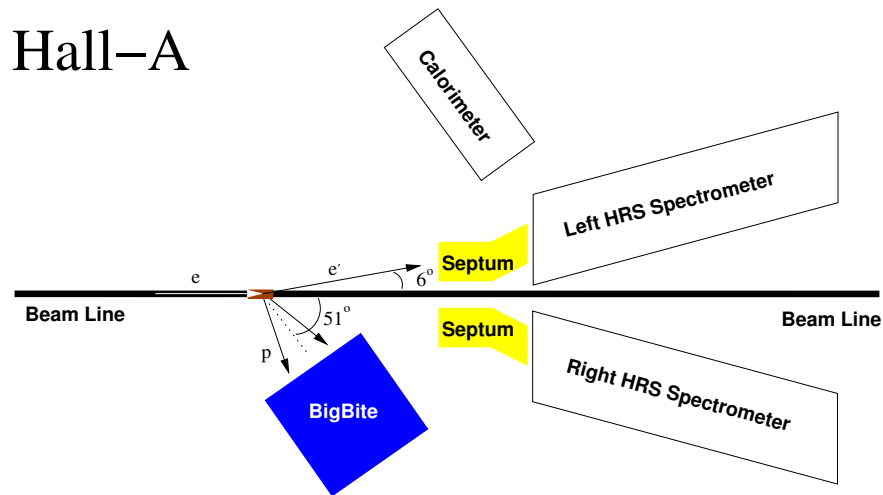 Hall−A
Calorimeter
Left HRS Spectrometer
Septum
e
e′
6°
Beam Line
51°
Septum
Beam Line
p
Right HRS Spectrometer
BigBite